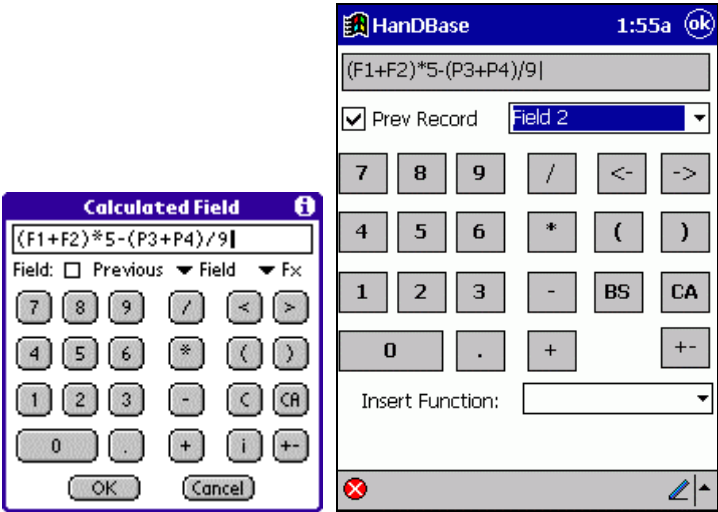 Calculated Field i
(F1+F2)*5-(P3+P4)/9
Field: Previous Field Fx
7 8 9 / < >
4 5 6 * ( )
1 2 3 - C CA
0 . + i +-
OK Cancel
HanDBase 1:55a ok
(F1+F2)*5-(P3+P4)/9
Prev Record Field 2
7 8 9 / <- ->
4 5 6 * ( )
1 2 3 - BS CA
0 . + +-
Insert Function: